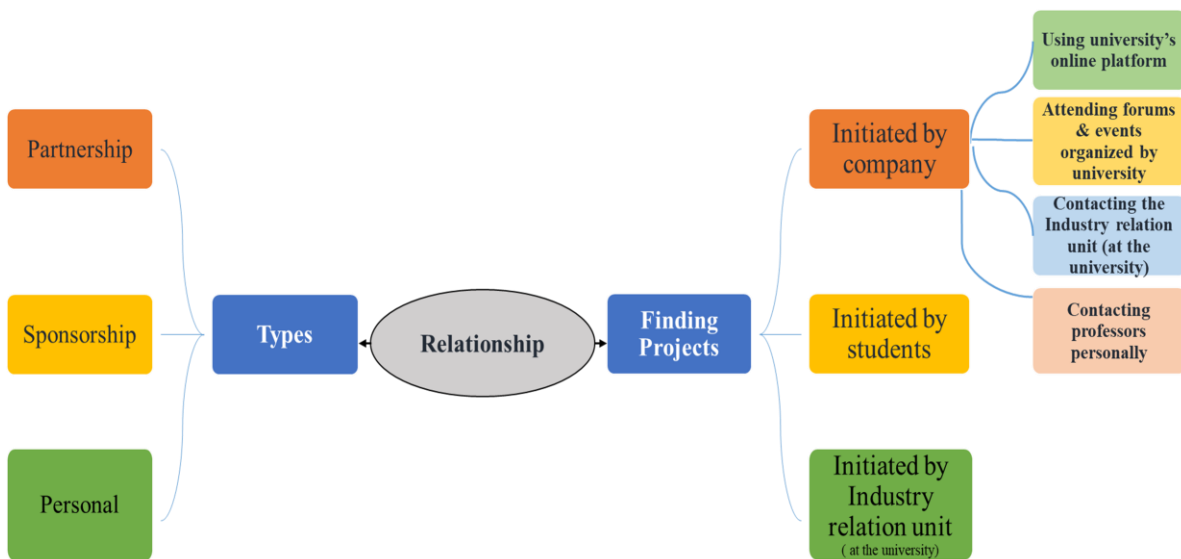 Partnership
Sponsorship
Personal
Types
Relationship
Finding
Projects
Initiated by
company
Initiated by
students
Initiated by
Industry
relation unit
( at the university)
Using university’s
online platform
Attending forums
& events
organized by
university
Contacting the
Industry relation
unit (at the
university)
Contacting
professors
personally